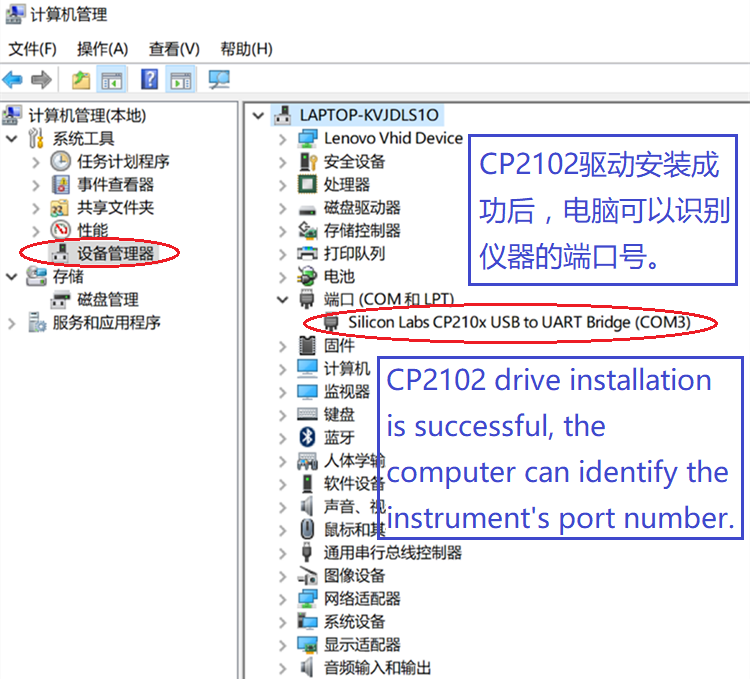 计算机管理
文件(F) 操作(A) 查看(V) 帮助(H)
计算机管理(本地)
系统工具
任务计划程序
事件查看器
共享文件夹
性能
设备管理器
存储
磁盘管理
服务和应用程序
LAPTOP-KVJDLS1O
Lenovo Vhid Device
安全设备
处理器
磁盘驱动器
存储控制器
打印队列
电池
端口 (COM 和 LPT)
Silicon Labs CP210x USB to UART Bridge (COM3)
固件
计算机
监视器
键盘
蓝牙
人体学输
软件设备
声音、视
鼠标和其
通用串行总线控制器
图像设备
网络适配器
系统设备
显示适配器
音频输入和输出
CP2102驱动安装成
功后，电脑可以识别
仪器的端口号。
CP2102 drive installation
is successful, the
computer can identify the
instrument's port number.